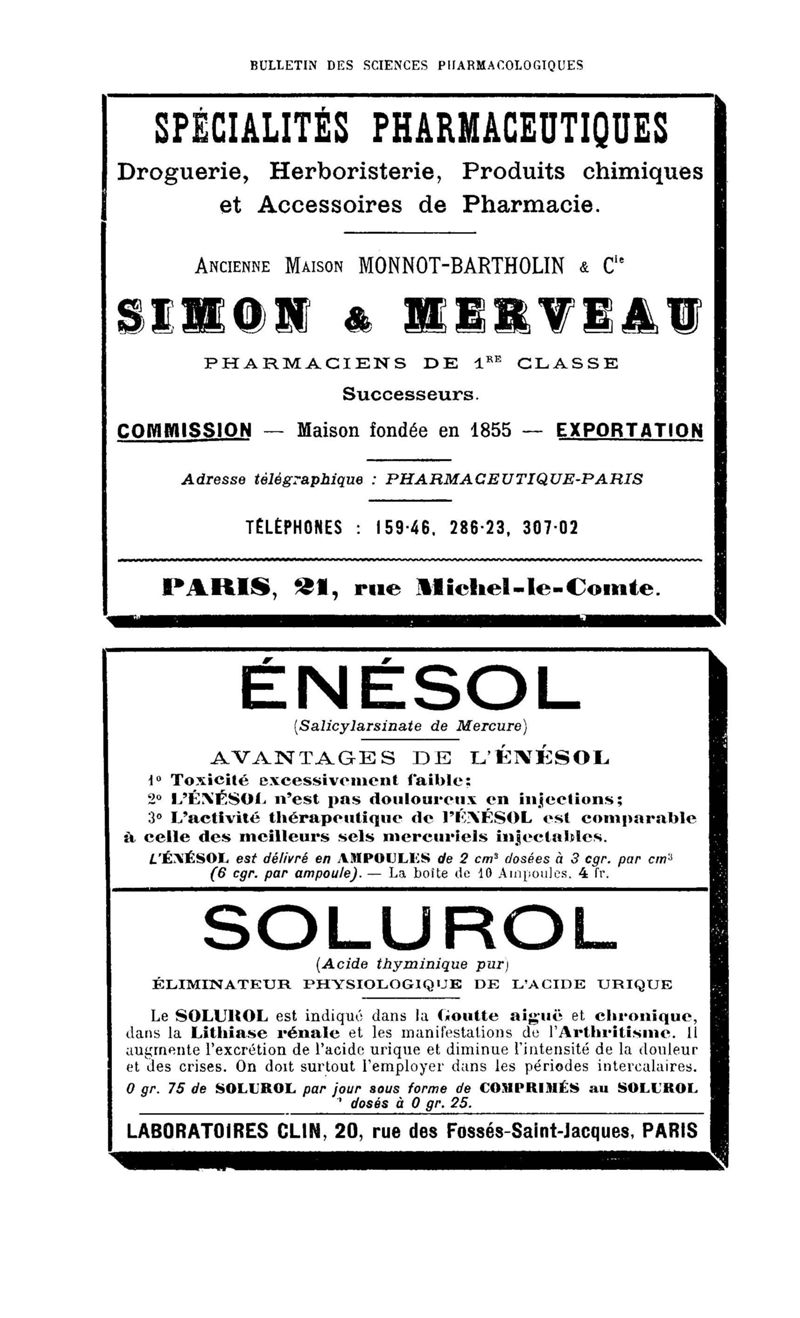 BULLETIN DES SCIENCES PHARMACOLOGIQUES
SPÉCIALITÉS PHARMACEUTIQUES
Droguerie, Herboristerie, Produits chimiques
et Accessoires de Pharmacie.
ANCIENNE MAISON MONNOT-BARTHOLIN & Cie
SIMON & MERVEAU
PHARMACIENS DE 1RE CLASSE
Successeurs.
COMMISSION — Maison fondée en 1855 — EXPORTATION
Adresse télégraphique : PHARMACEUTIQUE-PARIS
TÉLÉPHONES : 159-46, 286-23, 307-02
PARIS, 21, rue Michel-le-Comte.
ÉNÉSOL
(Salicylarsinate de Mercure)
AVANTAGES DE L'ÉNÉSOL
1° Toxicité excessivement faible;
2° L'ÉNÉSOL n'est pas douloureux en injections;
3° L'activité thérapeutique de l'ÉNÉSOL est comparable
à celle des meilleurs sels mercuriels injectables.
L'ÉNÉSOL est délivré en AMPOULES de 2 cm³ dosées à 3 cgr. par cm³
(6 cgr. par ampoule). — La boîte de 10 Ampoules, 4 fr.
SOLUROL
(Acide thyminique pur)
ÉLIMINATEUR PHYSIOLOGIQUE DE L'ACIDE URIQUE
Le SOLUROL est indiqué dans la Goutte aiguë et chronique,
dans la Lithiase rénale et les manifestations de l'Arthritisme. Il
augmente l'excrétion de l'acide urique et diminue l'intensité de la douleur
et des crises. On doit surtout l'employer dans les périodes intercalaires.
0 gr. 75 de SOLUROL par jour sous forme de COMPRIMÉS au SOLUROL
dosés à 0 gr. 25.
LABORATOIRES CLIN, 20, rue des Fossés-Saint-Jacques, PARIS